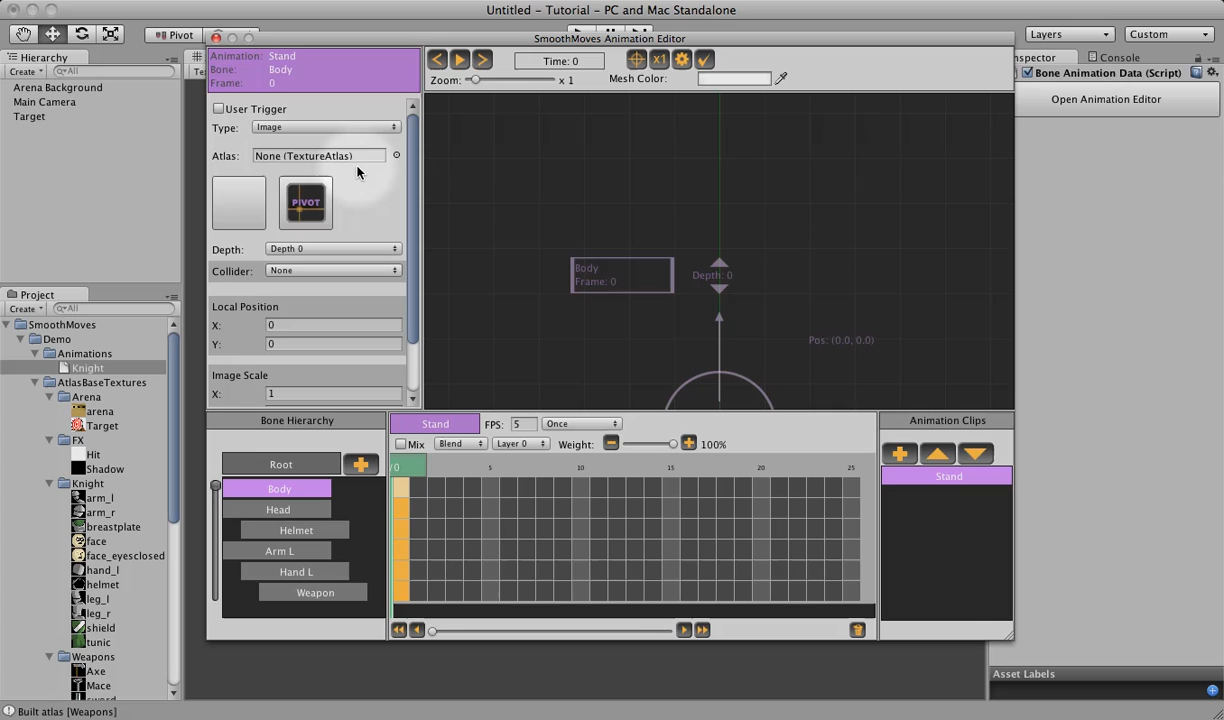 Untitled - Tutorial - PC and Mac Standalone
Pivot
Layers
Custom
Hierarchy
Create
All
Arena Background
Main Camera
Target
SmoothMoves Animation Editor
Animation: Stand
Bone: Body
Frame: 0
User Trigger
Type: Image
Atlas: None (TextureAtlas)
PIVOT
Depth: Depth 0
Collider: None
Local Position
X: 0
Y: 0
Image Scale
X: 1
x1
Time: 0
Zoom: x 1
Mesh Color:
Body
Frame: 0
Depth: 0
Pos: (0.0, 0.0)
nspector
Console
Bone Animation Data (Script)
Open Animation Editor
Project
Create
All
SmoothMoves
Demo
Animations
Knight
AtlasBaseTextures
Arena
arena
Target
FX
Hit
Shadow
Knight
arm_l
arm_r
breastplate
face
face_eyesclosed
hand_l
helmet
leg_l
leg_r
shield
tunic
Weapons
Axe
Mace
Bone Hierarchy
Root
Body
Head
Helmet
Arm L
Hand L
Weapon
Stand
FPS: 5
Once
Mix
Blend
Layer 0
Weight: 100%
/0 5 10 15 20 25
Animation Clips
Stand
Asset Labels
Built atlas [Weapons]